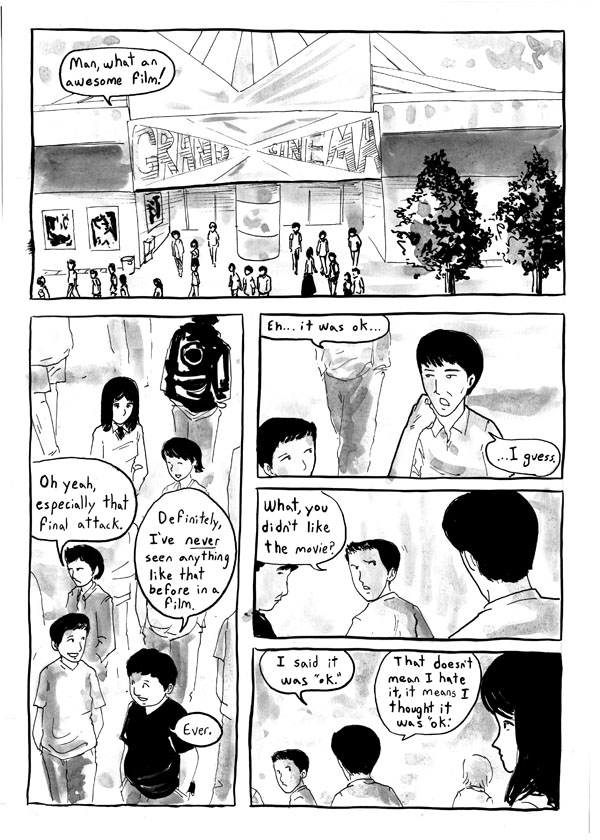 Man, what an
awesome film!
GRAND CINEMA
Oh yeah,
especially that
final attack.
Definitely,
I've never
seen anything
like that
before in a
film.
Ever.
Eh... it was ok...
...I guess.
What, you
didn't like
the movie?
I said it
was "ok."
That doesn't
mean I hate
it, it means I
thought it
was "ok."